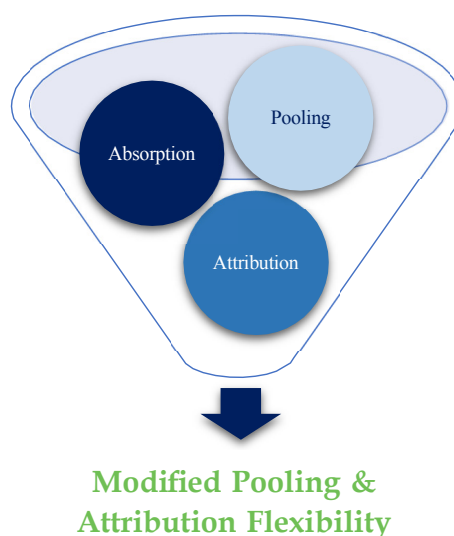 Pooling
Absorption
Attribution
Modified Pooling &
Attribution Flexibility